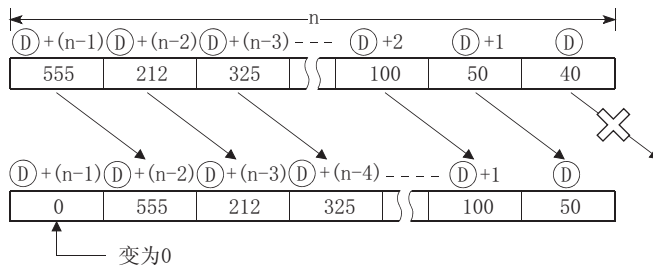 n
Ⓓ+(n-1) Ⓓ+(n-2) Ⓓ+(n-3) ---- Ⓓ+2 Ⓓ+1 Ⓓ
555 212 325 100 50 40
Ⓓ+(n-1) Ⓓ+(n-2) Ⓓ+(n-3) Ⓓ+(n-4) ----- Ⓓ+1 Ⓓ
0 555 212 325 100 50
变为0